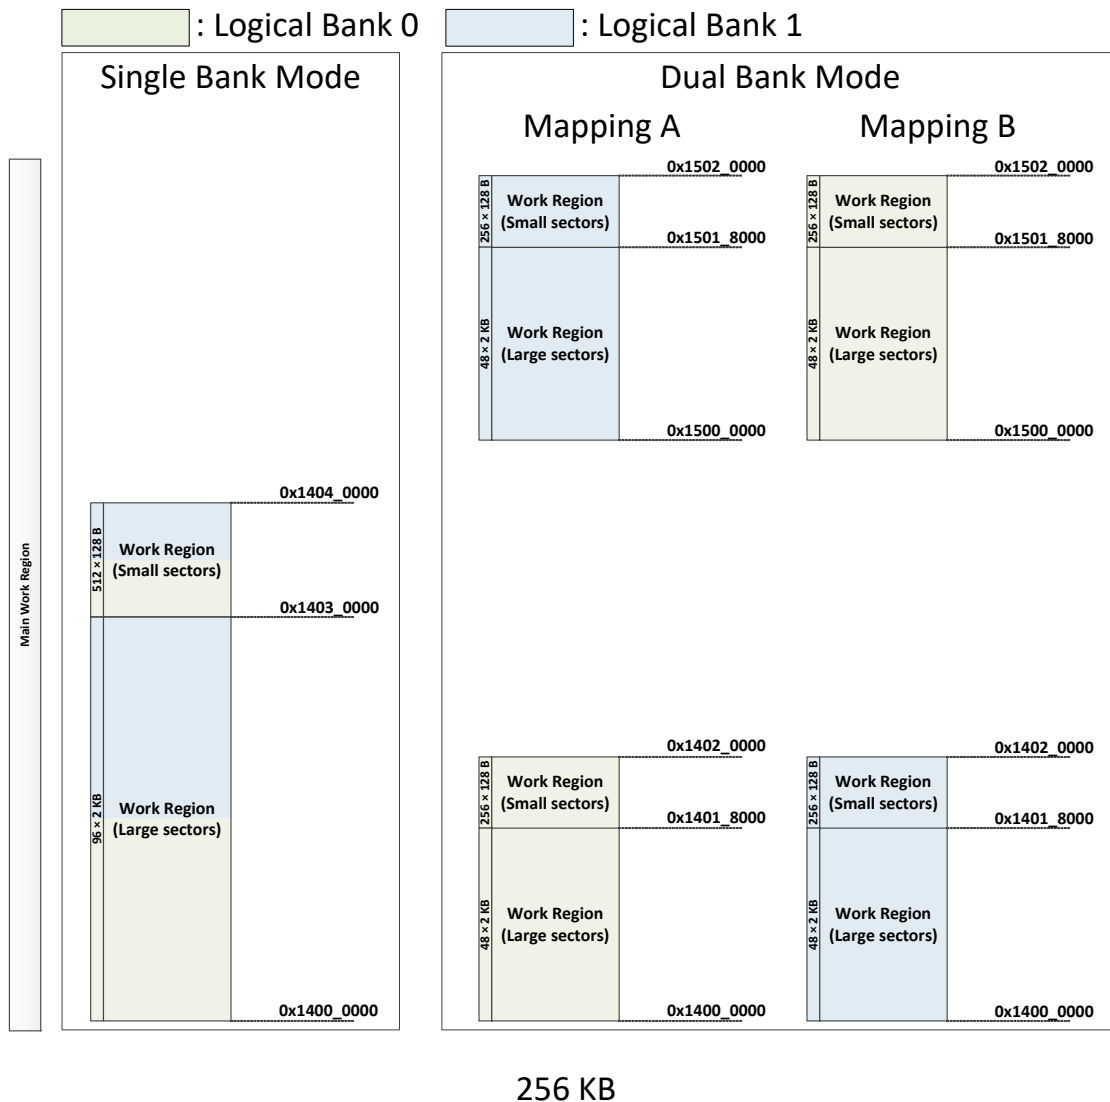 : Logical Bank 0
: Logical Bank 1
Single Bank Mode
Dual Bank Mode
Mapping A
Mapping B
Main Work Region
0x1404_0000
512 × 128 B
Work Region
(Small sectors)
0x1403_0000
96 × 2 KB
Work Region
(Large sectors)
0x1400_0000
0x1502_0000
256 × 128 B
Work Region
(Small sectors)
0x1501_8000
48 × 2 KB
Work Region
(Large sectors)
0x1500_0000
0x1402_0000
256 × 128 B
Work Region
(Small sectors)
0x1401_8000
48 × 2 KB
Work Region
(Large sectors)
0x1400_0000
0x1502_0000
256 × 128 B
Work Region
(Small sectors)
0x1501_8000
48 × 2 KB
Work Region
(Large sectors)
0x1500_0000
0x1402_0000
256 × 128 B
Work Region
(Small sectors)
0x1401_8000
48 × 2 KB
Work Region
(Large sectors)
0x1400_0000
256 KB